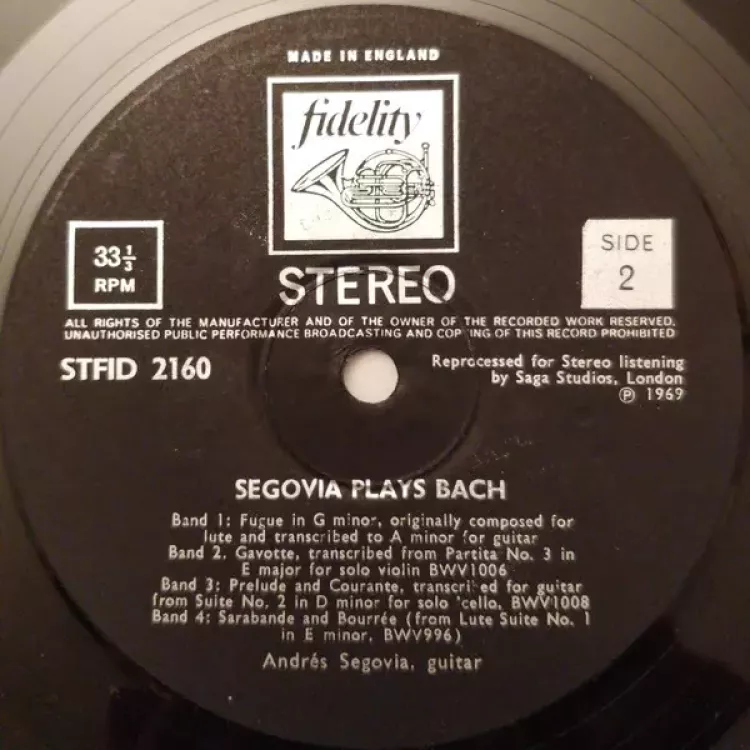 MADE IN ENGLAND
fidelity
33⅓
RPM
STEREO
SIDE
2
ALL RIGHTS OF THE MANUFACTURER AND OF THE OWNER OF THE RECORDED WORK RESERVED.
UNAUTHORISED PUBLIC PERFORMANCE BROADCASTING AND COPYING OF THIS RECORD PROHIBITED
STFID 2160
Reprocessed for Stereo listening
by Saga Studios, London
℗ 1969
SEGOVIA PLAYS BACH
Band 1: Fugue in G minor, originally composed for
lute and transcribed to A minor for guitar
Band 2. Gavotte, transcribed from Partita No. 3 in
E major for solo violin BWV1006
Band 3: Prelude and Courante, transcribed for guitar
from Suite No. 2 in D minor for solo 'cello, BWV1008
Band 4: Sarabande and Bourrée (from Lute Suite No. 1
in E minor, BWV996)
Andrés Segovia, guitar